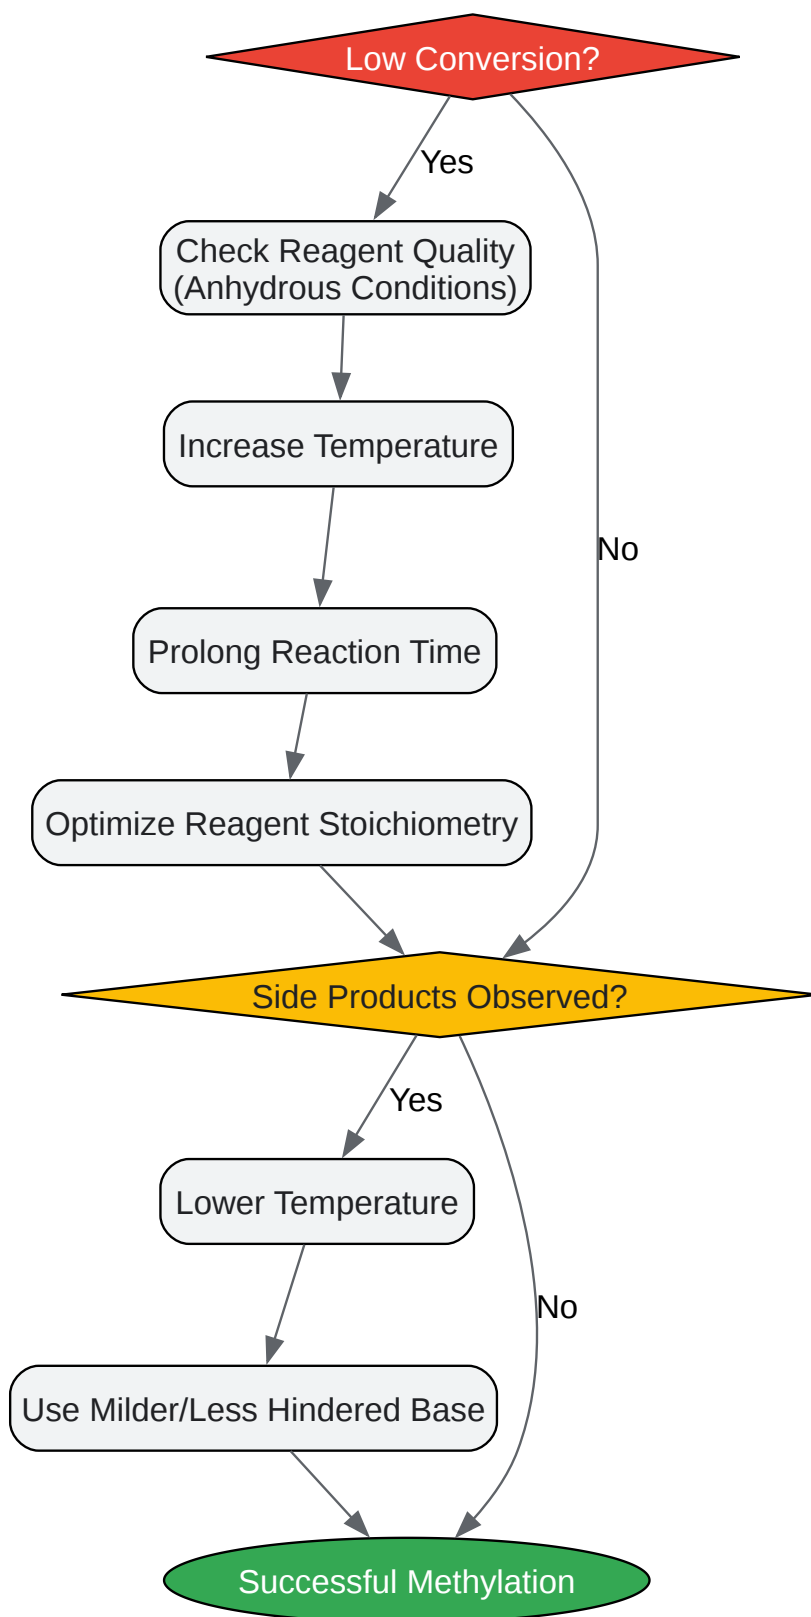 Low Conversion?
Yes
Check Reagent Quality
(Anhydrous Conditions)
Increase Temperature
No
Prolong Reaction Time
Optimize Reagent Stoichiometry
Side Products Observed?
Yes
Lower Temperature
No
Use Milder/Less Hindered Base
Successful Methylation